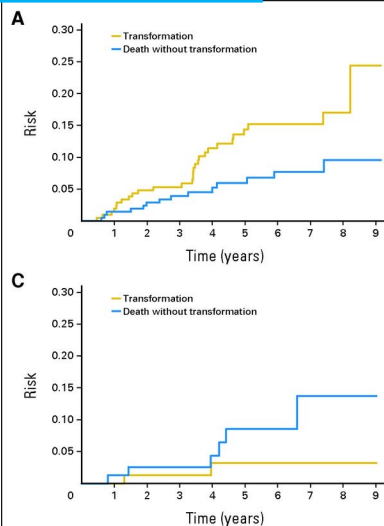 A
0.30
Transformation
Death without transformation
0.25
0.20
Risk
0.15
0.10
0.05
0 1 2 3 4 5 6 7 8 9
Time (years)
C
0.30
Transformation
Death without transformation
0.25
0.20
Risk
0.15
0.10
0.05
0 1 2 3 4 5 6 7 8 9
Time (years)